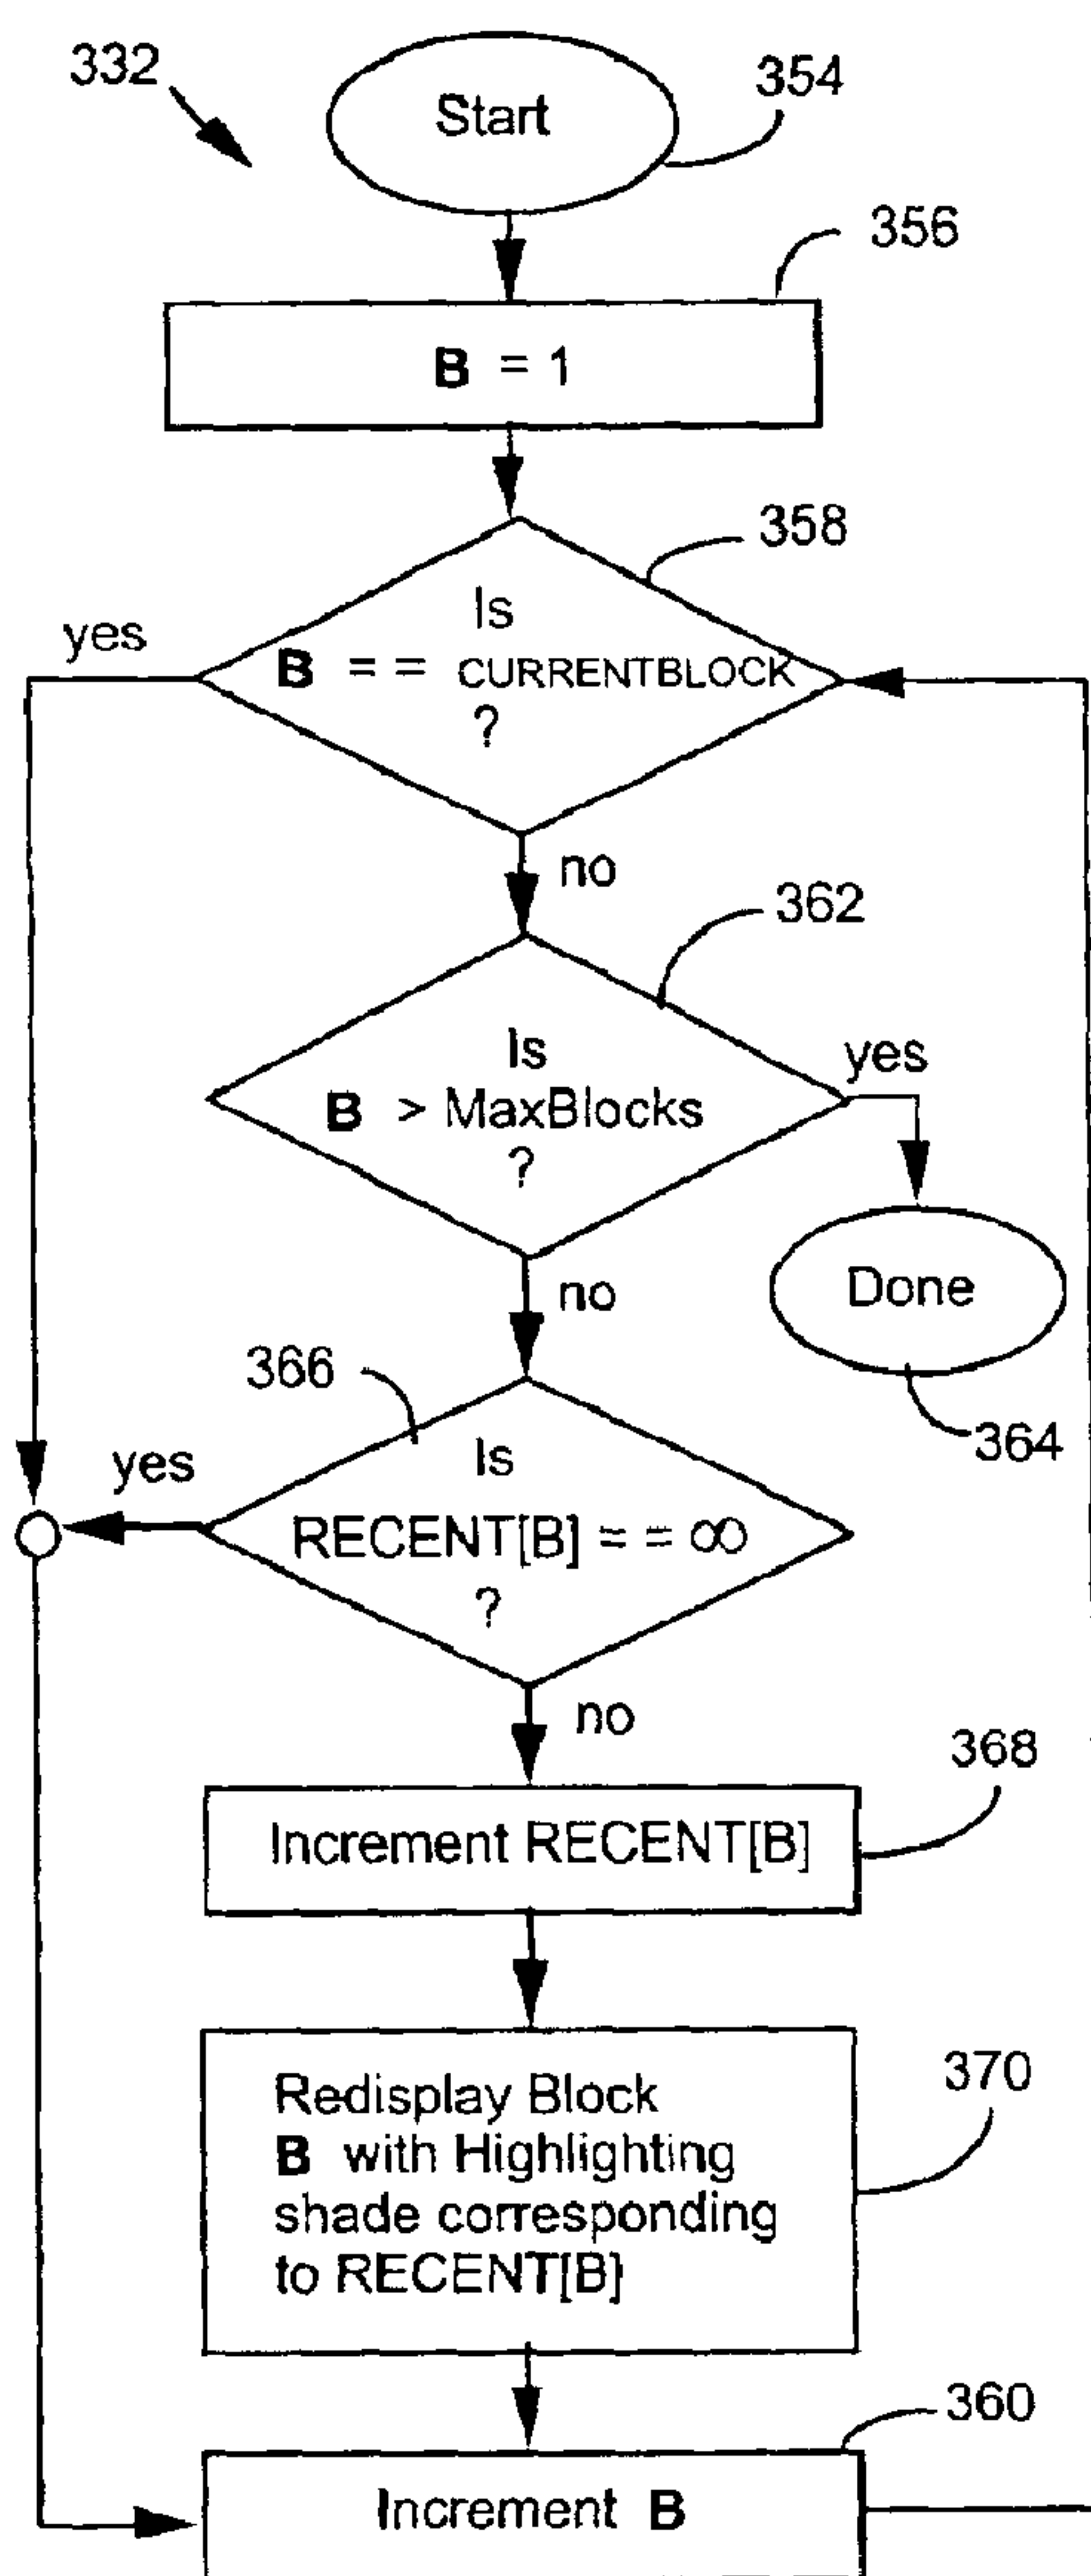 332
Start
354
356
B = 1
358
Is
yes
B = = CURRENTBLOCK
?
no
362
Is
yes
B > MaxBlocks
?
no
Done
366
364
Is
yes
RECENT[B] = = ∞
?
no
368
Increment RECENT[B]
370
Redisplay Block
B with Highlighting
shade corresponding
to RECENT[B]
360
Increment B